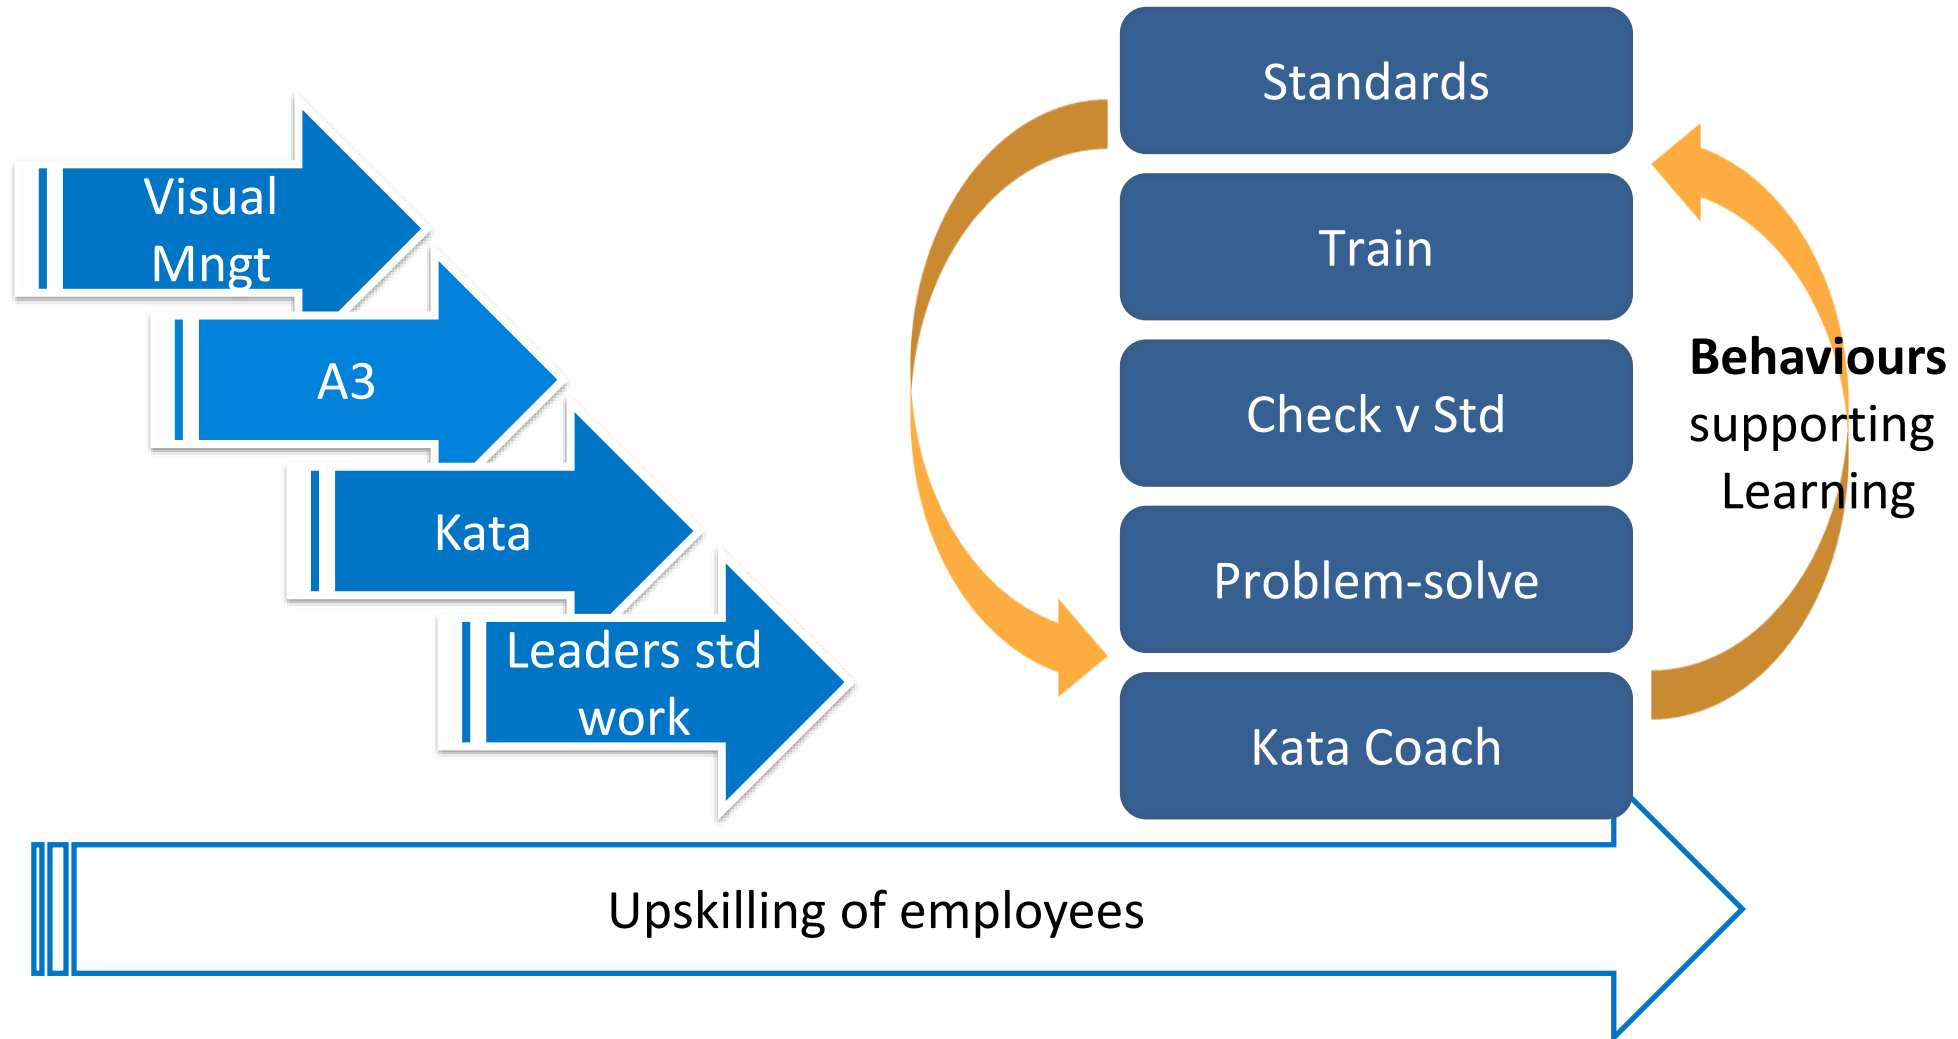 Visual
Mngt
A3
Kata
Leaders std
work
Standards
Train
Check v Std
Problem-solve
Kata Coach
Behaviours
supporting
Learning
Upskilling of employees